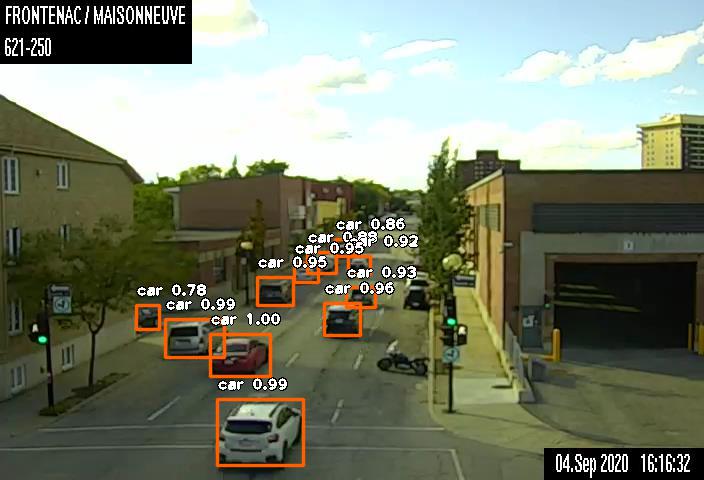 FRONTENAC / MAISONNEUVE
621-250
car 0.86
car 0.92
car 0.95
car 0.95
car 0.93
car 0.96
car 0.78
car 0.99
car 1.00
car 0.99
04.Sep 2020 16:16:32